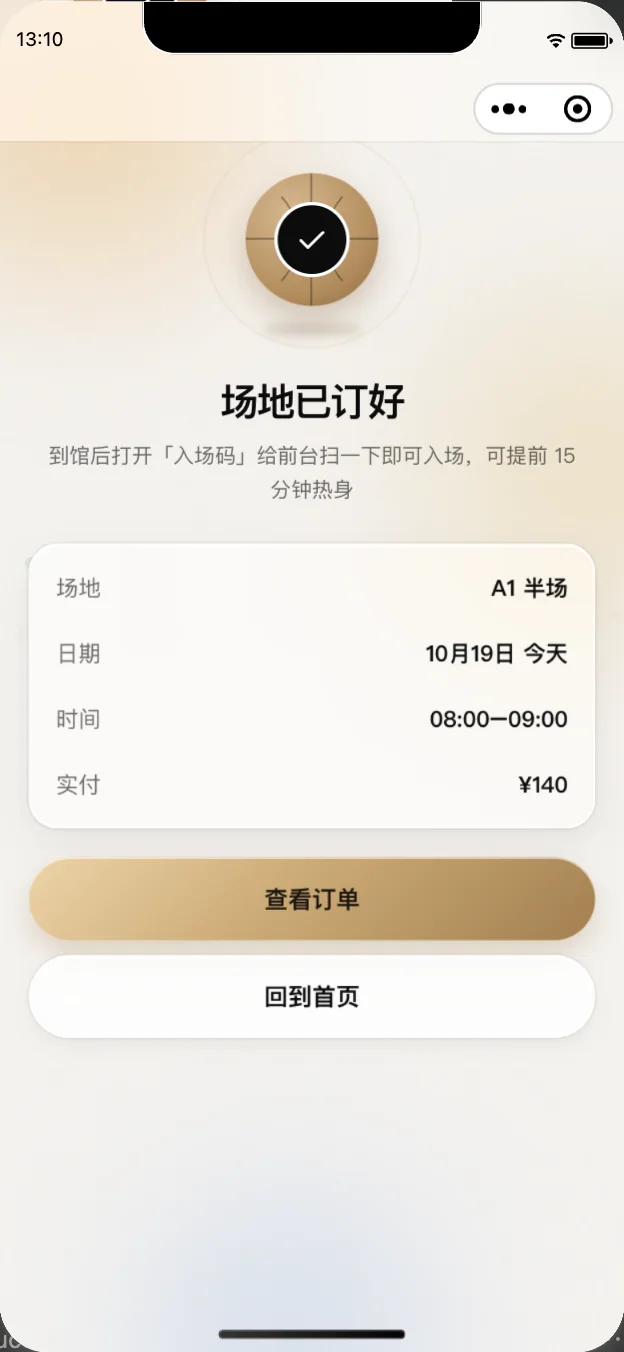 13:10
场地已订好
到馆后打开「入场码」给前台扫一下即可入场，可提前 15
分钟热身
场地 A1 半场
日期 10月19日 今天
时间 08:00–09:00
实付 ¥140
查看订单
回到首页